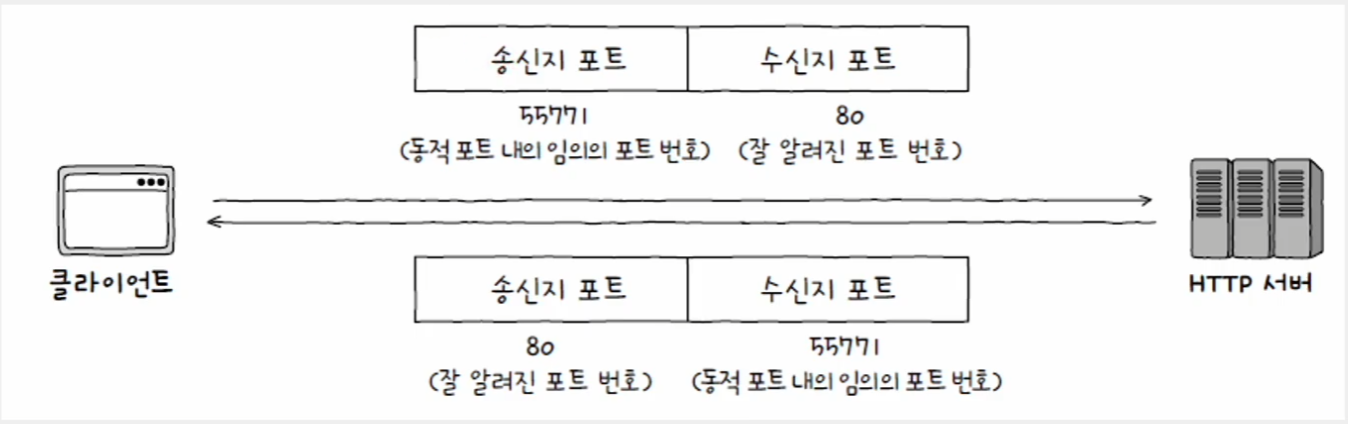 송신지 포트 수신지 포트
55771 80
(동적 포트 내의 임의의 포트 번호) (잘 알려진 포트 번호)
클라이언트
HTTP 서버
송신지 포트 수신지 포트
80 55771
(잘 알려진 포트 번호) (동적 포트 내의 임의의 포트 번호)